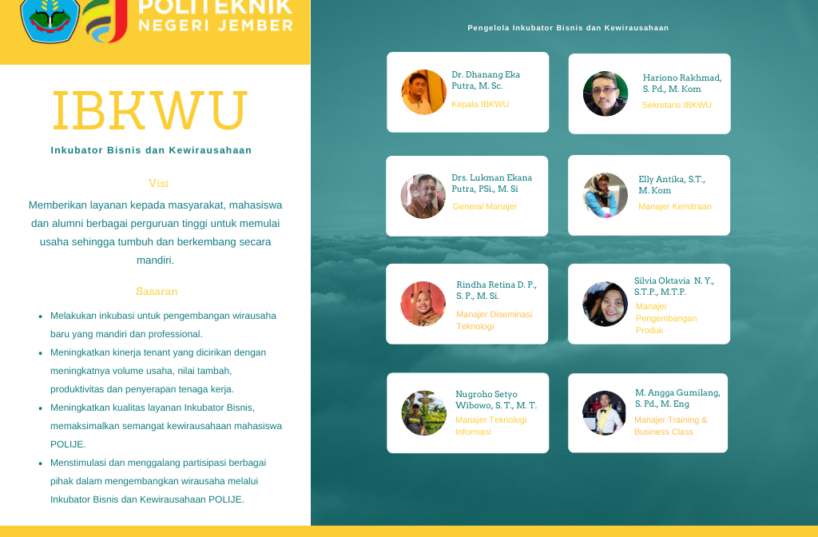 POLITEKNIK
NEGERI JEMBER
IBKWU
Inkubator Bisnis dan Kewirausahaan
Visi
Memberikan layanan kepada masyarakat, mahasiswa
dan alumni berbagai perguruan tinggi untuk memulai
usaha sehingga tumbuh dan berkembang secara
mandiri.
Sasaran
• Melakukan inkubasi untuk pengembangan wirausaha
baru yang mandiri dan professional.
• Meningkatkan kinerja tenant yang dicirikan dengan
meningkatnya volume usaha, nilai tambah,
produktivitas dan penyerapan tenaga kerja.
• Meningkatkan kualitas layanan Inkubator Bisnis,
memaksimalkan semangat kewirausahaan mahasiswa
POLIJE.
• Menstimulasi dan menggalang partisipasi berbagai
pihak dalam mengembangkan wirausaha melalui
Inkubator Bisnis dan Kewirausahaan POLIJE.
Pengelola Inkubator Bisnis dan Kewirausahaan
Dr. Dhanang Eka
Putra, M. Sc.
Kepala IBKWU
Hariono Rakhmad,
S. Pd., M. Kom
Sekretaris IBKWU
Drs. Lukman Ekana
Putra, PSi., M. Si
General Manajer
Elly Antika, S.T.,
M. Kom
Manajer Kemitraan
Rindha Retina D. P.,
S. P., M. Si.
Manajer Diseminasi
Teknologi
Silvia Oktavia N. Y.,
S.T.P., M.T.P.
Manajer
Pengembangan
Produk
Nugroho Setyo
Wibowo, S. T., M. T.
Manajer Teknologi
Informasi
M. Angga Gumilang,
S. Pd., M. Eng
Manajer Training &
Business Class